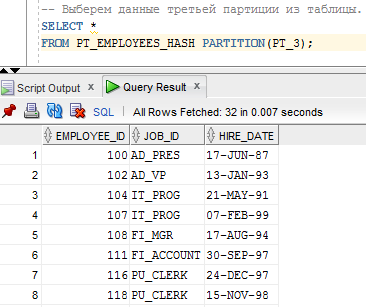 -- Выберем данные третьей партиции из таблицы.
SELECT *
FROM PT_EMPLOYEES_HASH PARTITION(PT_3);
Script Output x Query Result x
SQL | All Rows Fetched: 32 in 0.007 seconds
EMPLOYEE_ID JOB_ID HIRE_DATE
1 100 AD_PRES 17-JUN-87
2 102 AD_VP 13-JAN-93
3 104 IT_PROG 21-MAY-91
4 107 IT_PROG 07-FEB-99
5 108 FI_MGR 17-AUG-94
6 111 FI_ACCOUNT 30-SEP-97
7 116 PU_CLERK 24-DEC-97
8 118 PU_CLERK 15-NOV-98